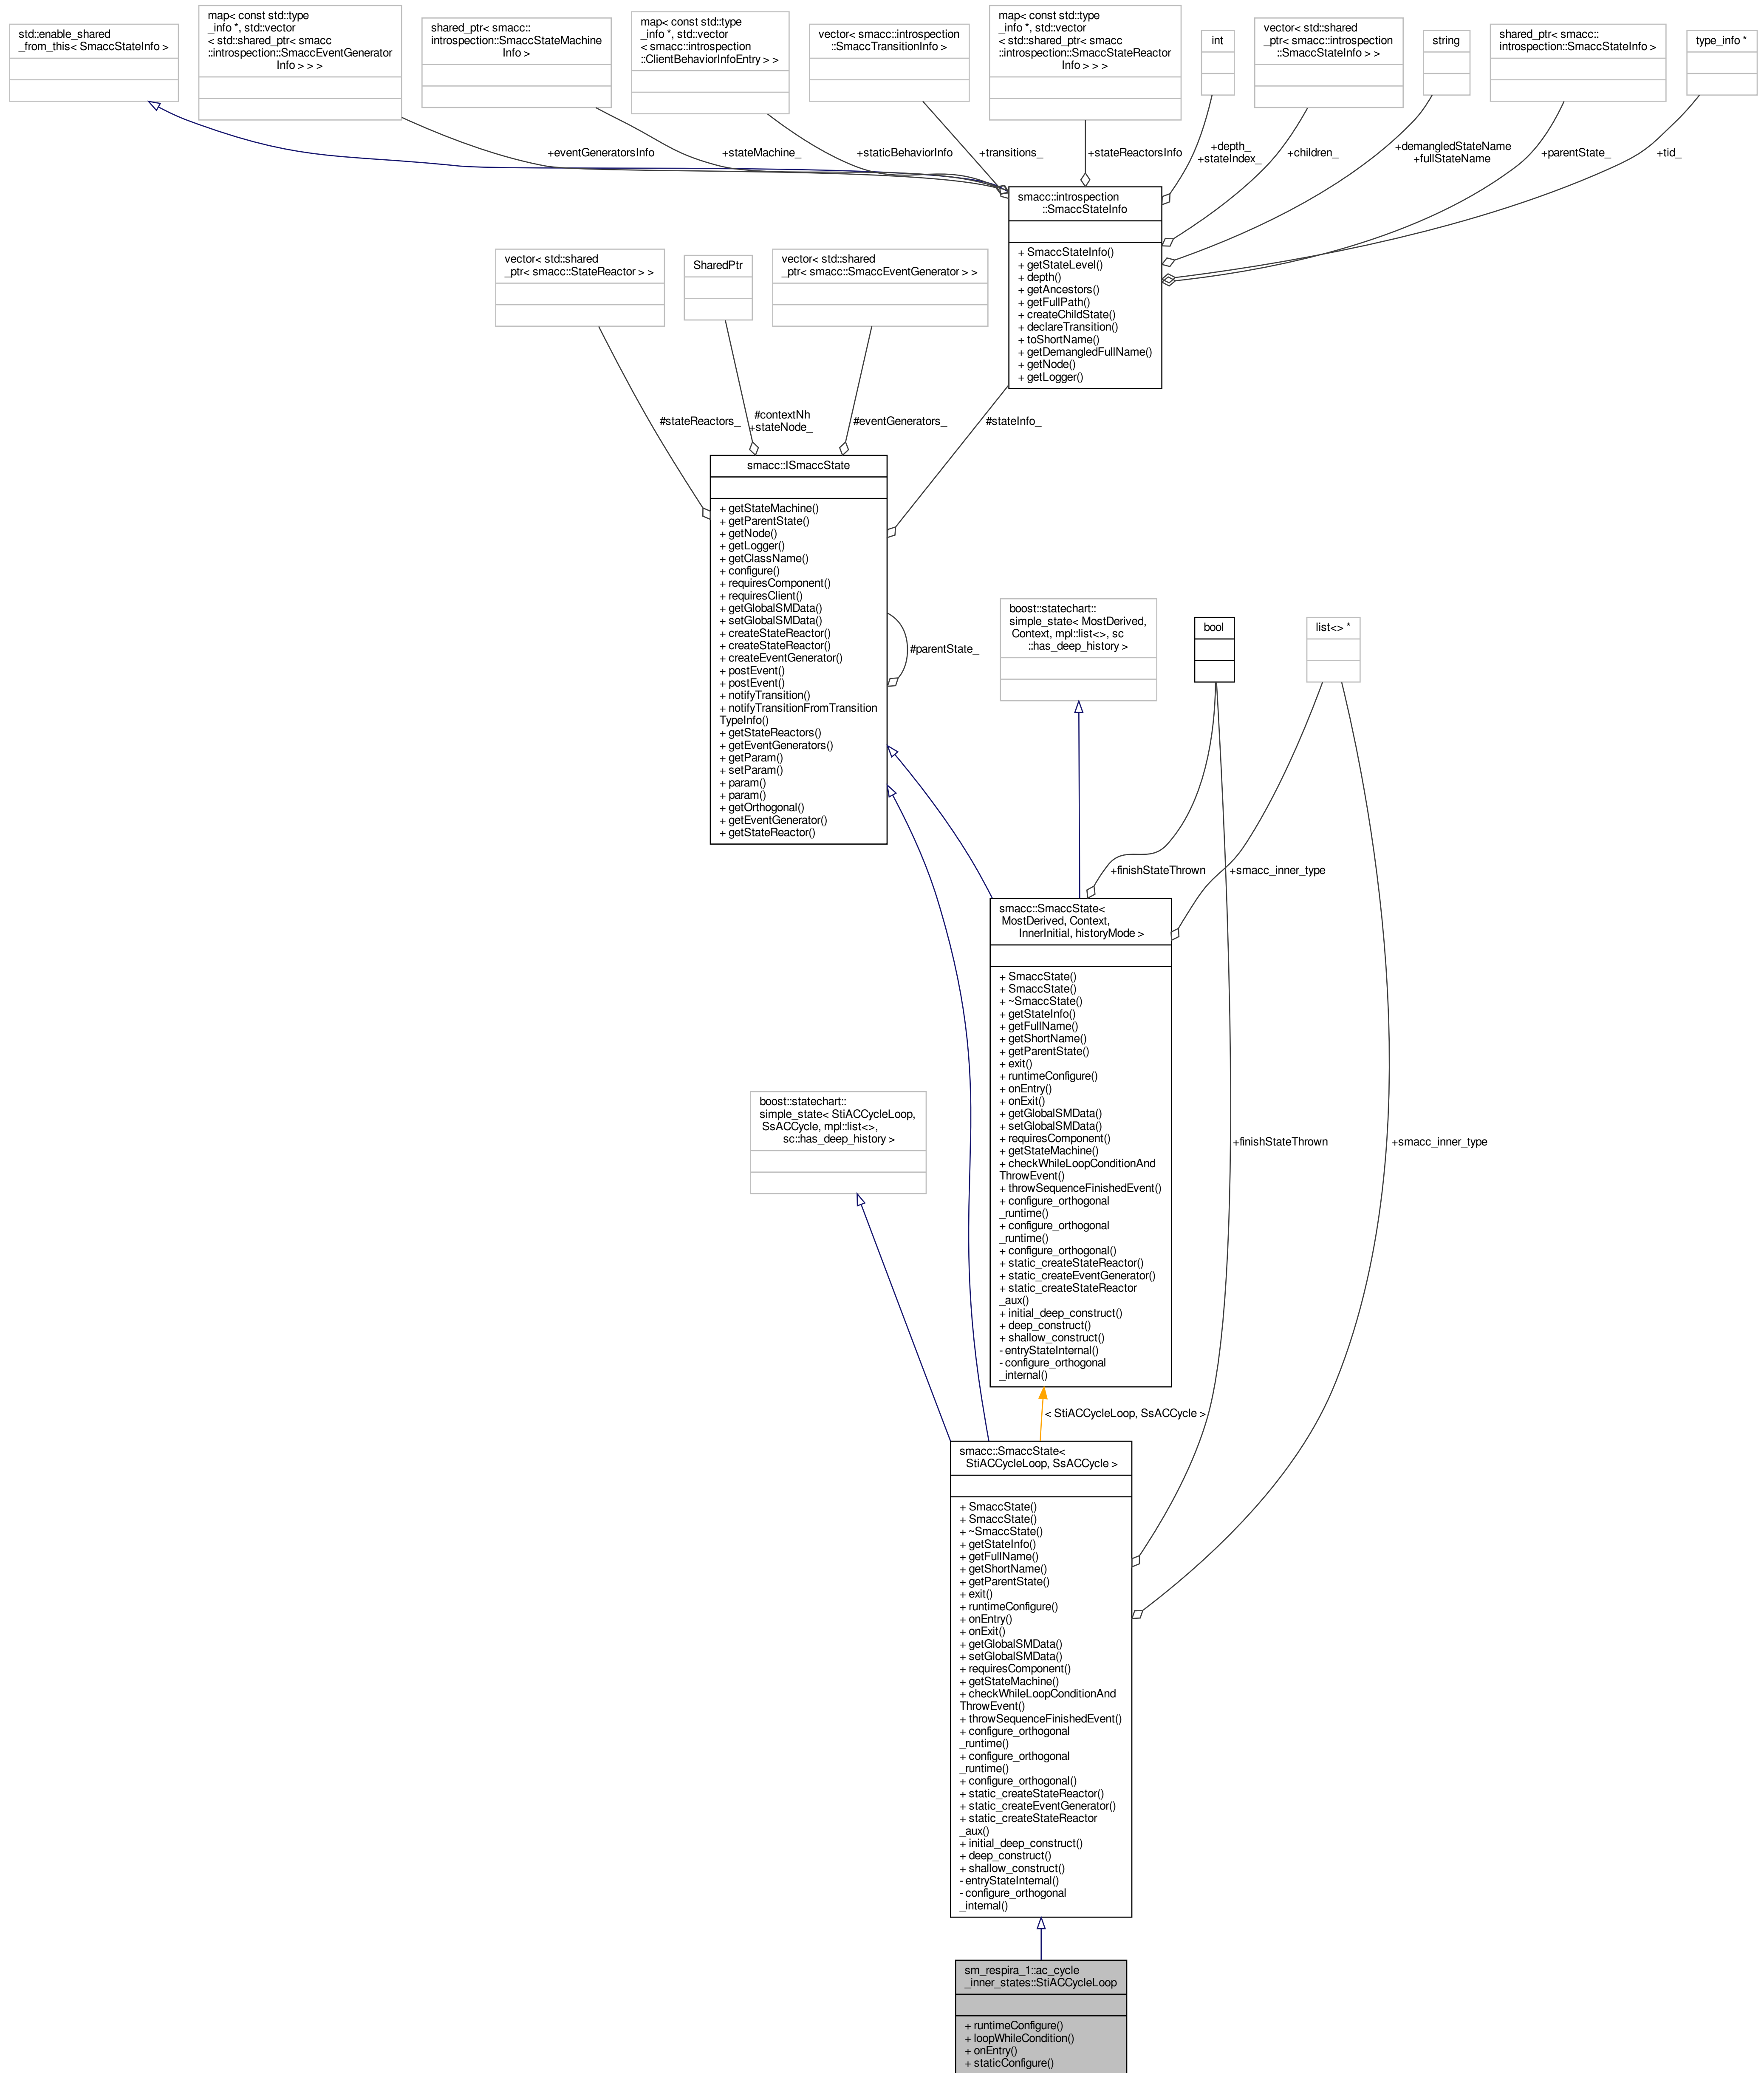 std::enable_shared
_from_this< SmaccStateInfo >
map< const std::type
_info *, std::vector
< std::shared_ptr< smacc
::introspection::SmaccEventGenerator
Info > > >
shared_ptr< smacc::
introspection::SmaccStateMachine
Info >
map< const std::type
_info *, std::vector
< smacc::introspection
::ClientBehaviorInfoEntry > >
vector< smacc::introspection
::SmaccTransitionInfo >
map< const std::type
_info *, std::vector
< std::shared_ptr< smacc
::introspection::SmaccStateReactor
Info > > >
int
vector< std::shared
_ptr< smacc::introspection
::SmaccStateInfo > >
string
shared_ptr< smacc::
introspection::SmaccStateInfo >
type_info *
+eventGeneratorsInfo
+stateMachine_
+staticBehaviorInfo
+transitions_
+stateReactorsInfo
+depth_
+stateIndex_
+children_
+demangledStateName
+fullStateName
+parentState_
+tid_
smacc::introspection
::SmaccStateInfo
+ SmaccStateInfo()
+ getStateLevel()
+ depth()
+ getAncestors()
+ getFullPath()
+ createChildState()
+ declareTransition()
+ toShortName()
+ getDemangledFullName()
+ getNode()
+ getLogger()
vector< std::shared
_ptr< smacc::StateReactor > >
SharedPtr
vector< std::shared
_ptr< smacc::SmaccEventGenerator > >
#stateReactors_
#contextNh
+stateNode_
#eventGenerators_
#stateInfo_
smacc::ISmaccState
+ getStateMachine()
+ getParentState()
+ getNode()
+ getLogger()
+ getClassName()
+ configure()
+ requiresComponent()
+ requiresClient()
+ getGlobalSMData()
+ setGlobalSMData()
+ createStateReactor()
+ createStateReactor()
+ createEventGenerator()
+ postEvent()
+ postEvent()
+ notifyTransition()
+ notifyTransitionFromTransition
TypeInfo()
+ getStateReactors()
+ getEventGenerators()
+ getParam()
+ setParam()
+ param()
+ param()
+ getOrthogonal()
+ getEventGenerator()
+ getStateReactor()
#parentState_
boost::statechart::
simple_state< MostDerived,
Context, mpl::list<>, sc
::has_deep_history >
bool
list<> *
+finishStateThrown
+smacc_inner_type
smacc::SmaccState<
MostDerived, Context,
InnerInitial, historyMode >
+ SmaccState()
+ SmaccState()
+ ~SmaccState()
+ getStateInfo()
+ getFullName()
+ getShortName()
+ getParentState()
+ exit()
+ runtimeConfigure()
+ onEntry()
+ onExit()
+ getGlobalSMData()
+ setGlobalSMData()
+ requiresComponent()
+ getStateMachine()
+ checkWhileLoopConditionAnd
ThrowEvent()
+ throwSequenceFinishedEvent()
+ configure_orthogonal
_runtime()
+ configure_orthogonal
_runtime()
+ configure_orthogonal()
+ static_createStateReactor()
+ static_createEventGenerator()
+ static_createStateReactor
_aux()
+ initial_deep_construct()
+ deep_construct()
+ shallow_construct()
- entryStateInternal()
- configure_orthogonal
_internal()
boost::statechart::
simple_state< StiACCycleLoop,
SsACCycle, mpl::list<>,
sc::has_deep_history >
+finishStateThrown
+smacc_inner_type
< StiACCycleLoop, SsACCycle >
smacc::SmaccState<
StiACCycleLoop, SsACCycle >
+ SmaccState()
+ SmaccState()
+ ~SmaccState()
+ getStateInfo()
+ getFullName()
+ getShortName()
+ getParentState()
+ exit()
+ runtimeConfigure()
+ onEntry()
+ onExit()
+ getGlobalSMData()
+ setGlobalSMData()
+ requiresComponent()
+ getStateMachine()
+ checkWhileLoopConditionAnd
ThrowEvent()
+ throwSequenceFinishedEvent()
+ configure_orthogonal
_runtime()
+ configure_orthogonal
_runtime()
+ configure_orthogonal()
+ static_createStateReactor()
+ static_createEventGenerator()
+ static_createStateReactor
_aux()
+ initial_deep_construct()
+ deep_construct()
+ shallow_construct()
- entryStateInternal()
- configure_orthogonal
_internal()
sm_respira_1::ac_cycle
_inner_states::StiACCycleLoop
+ runtimeConfigure()
+ loopWhileCondition()
+ onEntry()
+ staticConfigure()